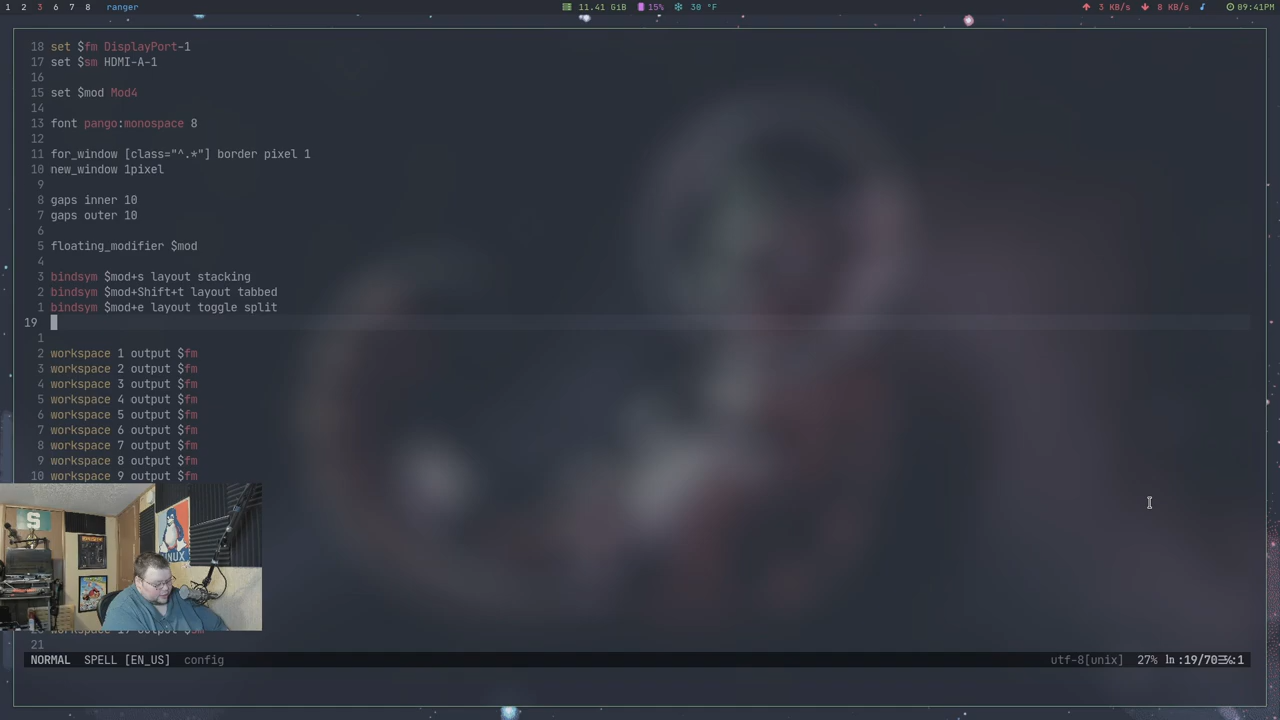 1 2 3 6 7 8 ranger 11.41 GiB 15% 30 °F 3 KB/s 8 KB/s 09:41PM
18 set $fm DisplayPort-1
17 set $sm HDMI-A-1
16
15 set $mod Mod4
14
13 font pango:monospace 8
12
11 for_window [class="^.*"] border pixel 1
10 new_window 1pixel
9
8 gaps inner 10
7 gaps outer 10
6
5 floating_modifier $mod
4
3 bindsym $mod+s layout stacking
2 bindsym $mod+Shift+t layout tabbed
1 bindsym $mod+e layout toggle split
19
1
2 workspace 1 output $fm
3 workspace 2 output $fm
4 workspace 3 output $fm
5 workspace 4 output $fm
6 workspace 5 output $fm
7 workspace 6 output $fm
8 workspace 7 output $fm
9 workspace 8 output $fm
10 workspace 9 output $fm
S
INUX
21
NORMAL SPELL [EN_US] config utf-8[unix] 27% ln :19/70